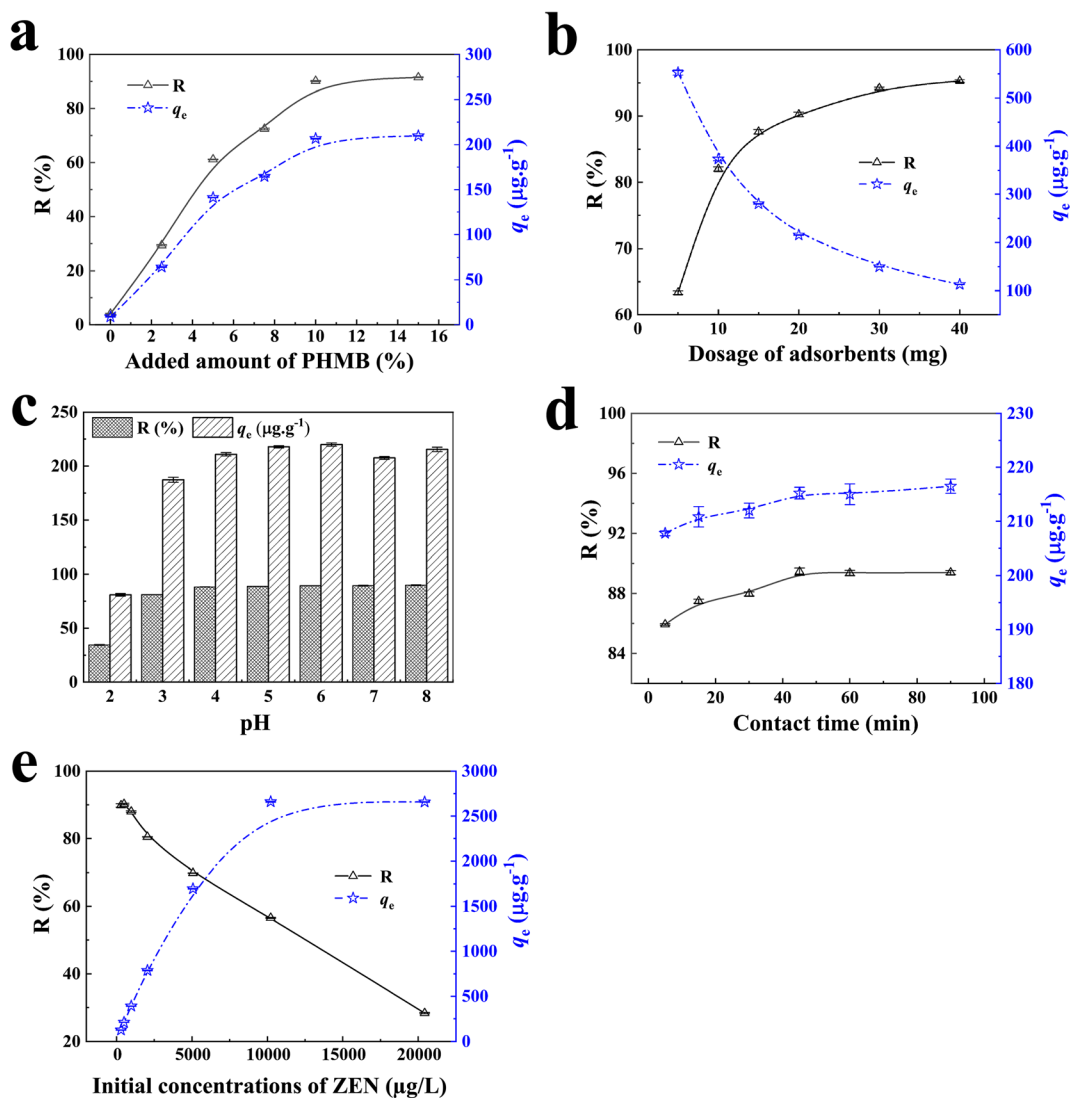 a
R
qe
R (%)
100
80
60
40
20
0
300
250
200
150
100
50
0
qe (μg.g-1)
0 2 4 6 8 10 12 14 16
Added amount of PHMB (%)
b
R
qe
R (%)
100
90
80
70
60
600
500
400
300
200
100
qe (μg.g-1)
0 10 20 30 40
Dosage of adsorbents (mg)
c
R (%) qe (μg.g-1)
250
200
150
100
50
0
2 3 4 5 6 7 8
pH
d
R
qe
R (%)
100
96
92
88
84
230
220
210
200
190
180
qe (μg.g-1)
0 20 40 60 80 100
Contact time (min)
e
R
qe
R (%)
100
80
60
40
20
3000
2500
2000
1500
1000
500
0
qe (μg.g-1)
0 5000 10000 15000 20000
Initial concentrations of ZEN (μg/L)